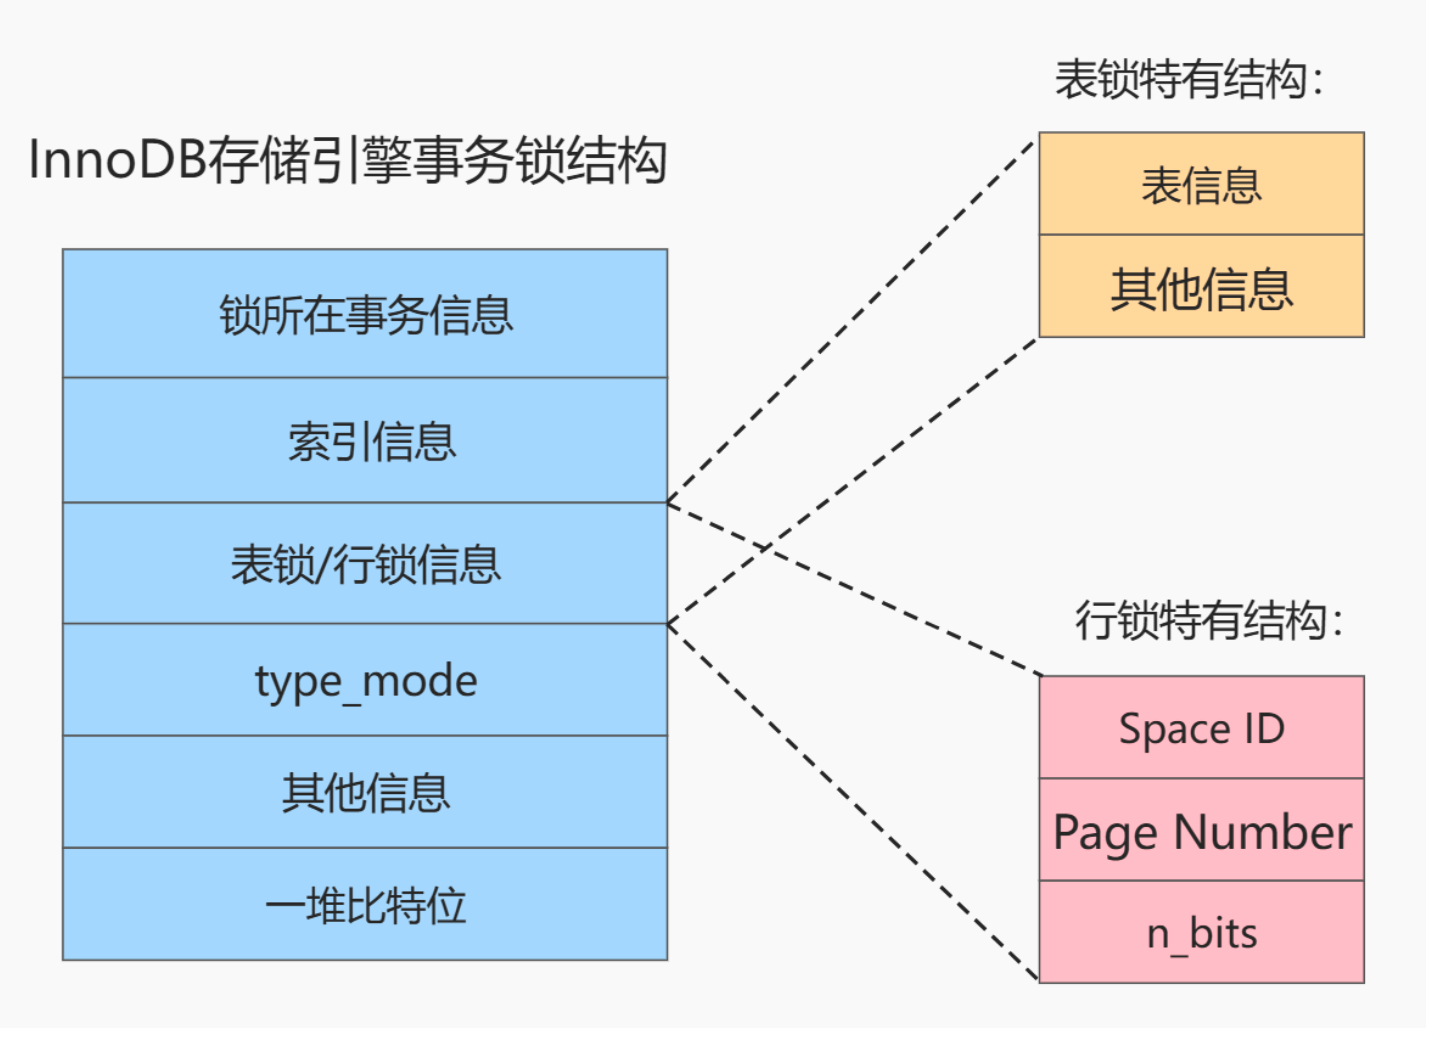 InnoDB存储引擎事务锁结构
锁所在事务信息
索引信息
表锁/行锁信息
type_mode
其他信息
一堆比特位
表锁特有结构：
表信息
其他信息
行锁特有结构：
Space ID
Page Number
n_bits